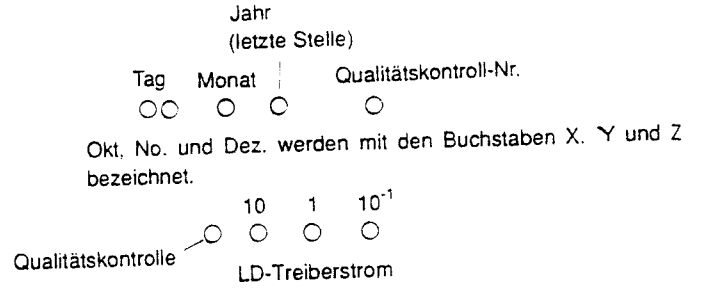 Jahr
(letzte Stelle)
Tag Monat Qualitätskontroll-Nr.
Okt, No. und Dez. werden mit den Buchstaben X. Y und Z
bezeichnet.
10 1 10⁻¹
Qualitätskontrolle
LD-Treiberstrom